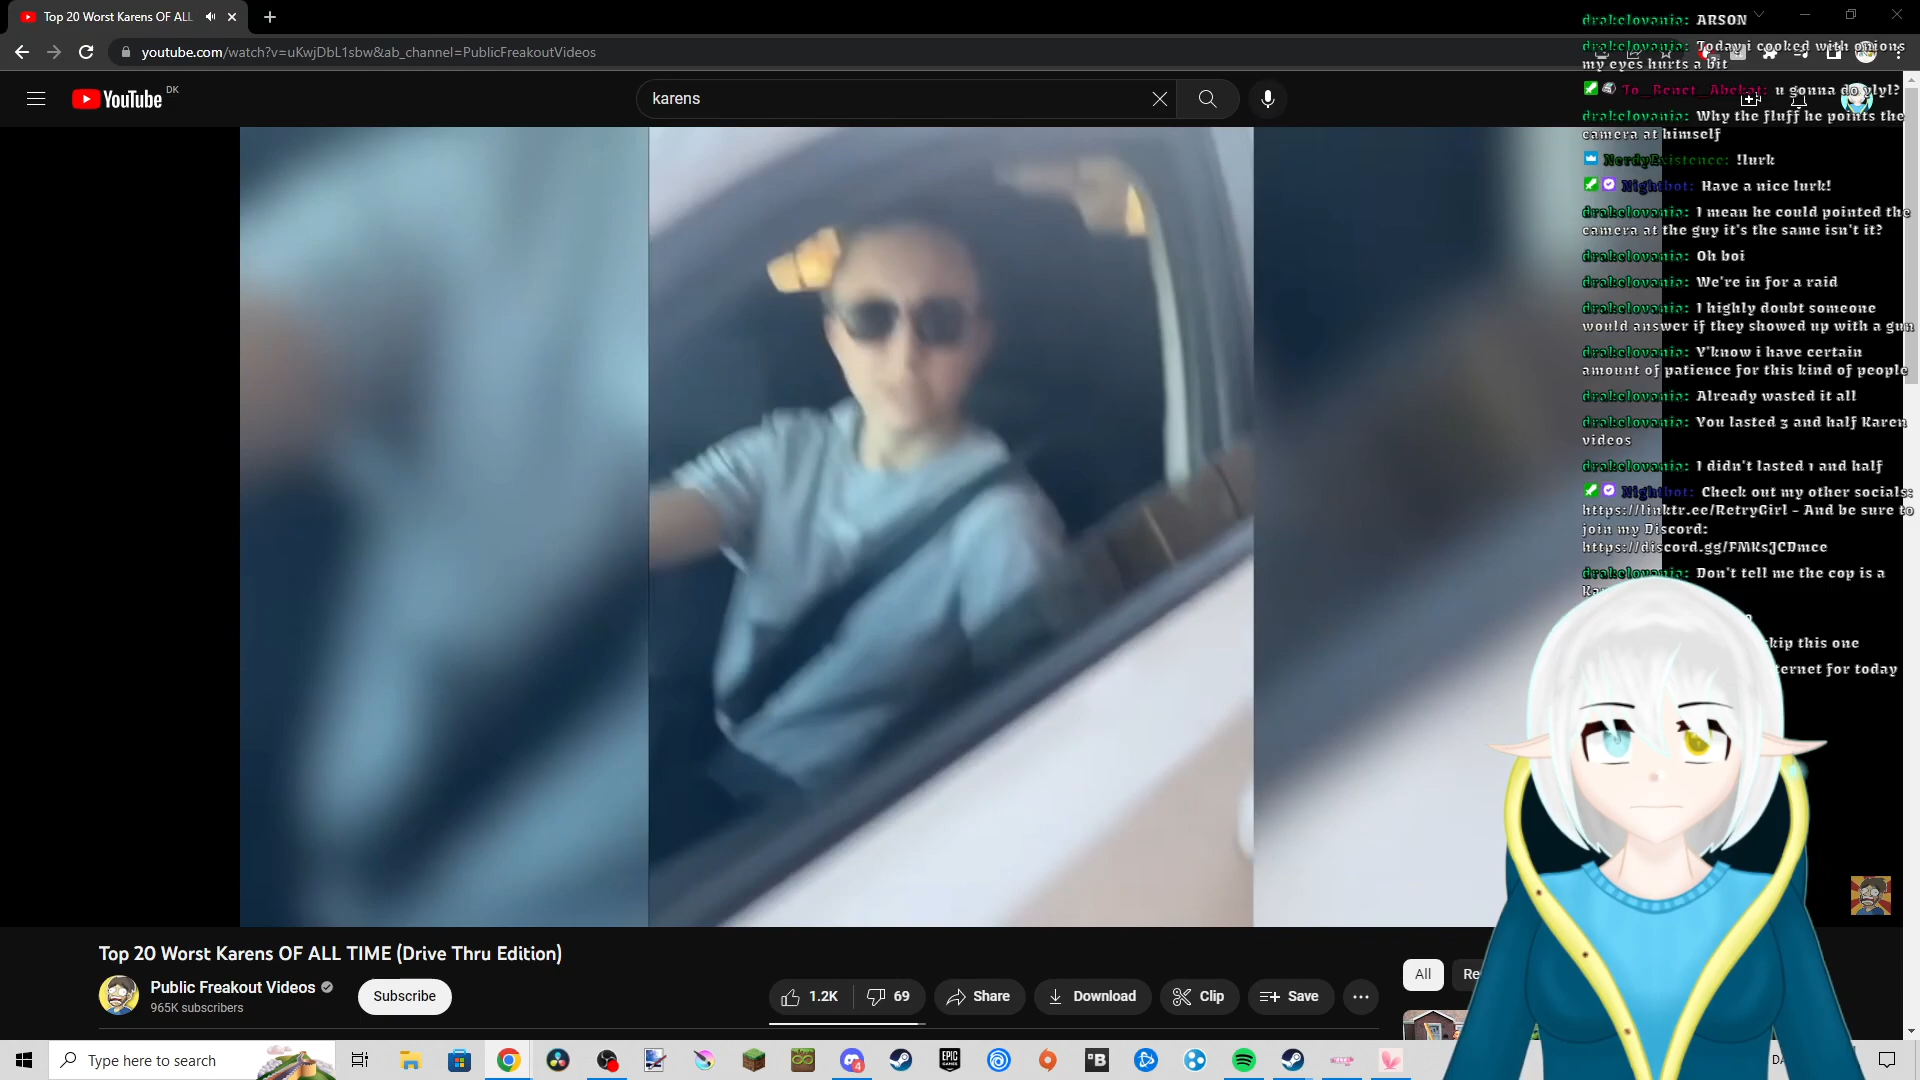 Top 20 Worst Karens OF ALL
youtube.com/watch?v=uKwjDbL1sbw&ab_channel=PublicFreakoutVideos
YouTube DK
karens
drakelovania: ARSON
drakelovania: Today i cooked with onions
my eyes hurts a bit
To_React_Abekat: u gonna do ylyl?
drakelovania: Why the fluff he points the
camera at himself
NerdyExistence: !lurk
Nightbot: Have a nice lurk!
drakelovania: I mean he could pointed the
camera at the guy it's the same isn't it?
drakelovania: Oh boi
drakelovania: We're in for a raid
drakelovania: I highly doubt someone
would answer if they showed up with a gun
drakelovania: Y'know i have certain
amount of patience for this kind of people
drakelovania: Already wasted it all
drakelovania: You lasted 3 and half Karen
videos
drakelovania: I didn't lasted 1 and half
Nightbot: Check out my other socials:
https://linktr.ee/RetryGirl - And be sure to
join my Discord:
https://discord.gg/FMKsJCDmce
drakelovania: Don't tell me the cop is a
skip this one
for today
Top 20 Worst Karens OF ALL TIME (Drive Thru Edition)
Public Freakout Videos
965K subscribers
Subscribe
1.2K
69
Share
Download
Clip
Save
All
Type here to search
EPIC
GAMES
4